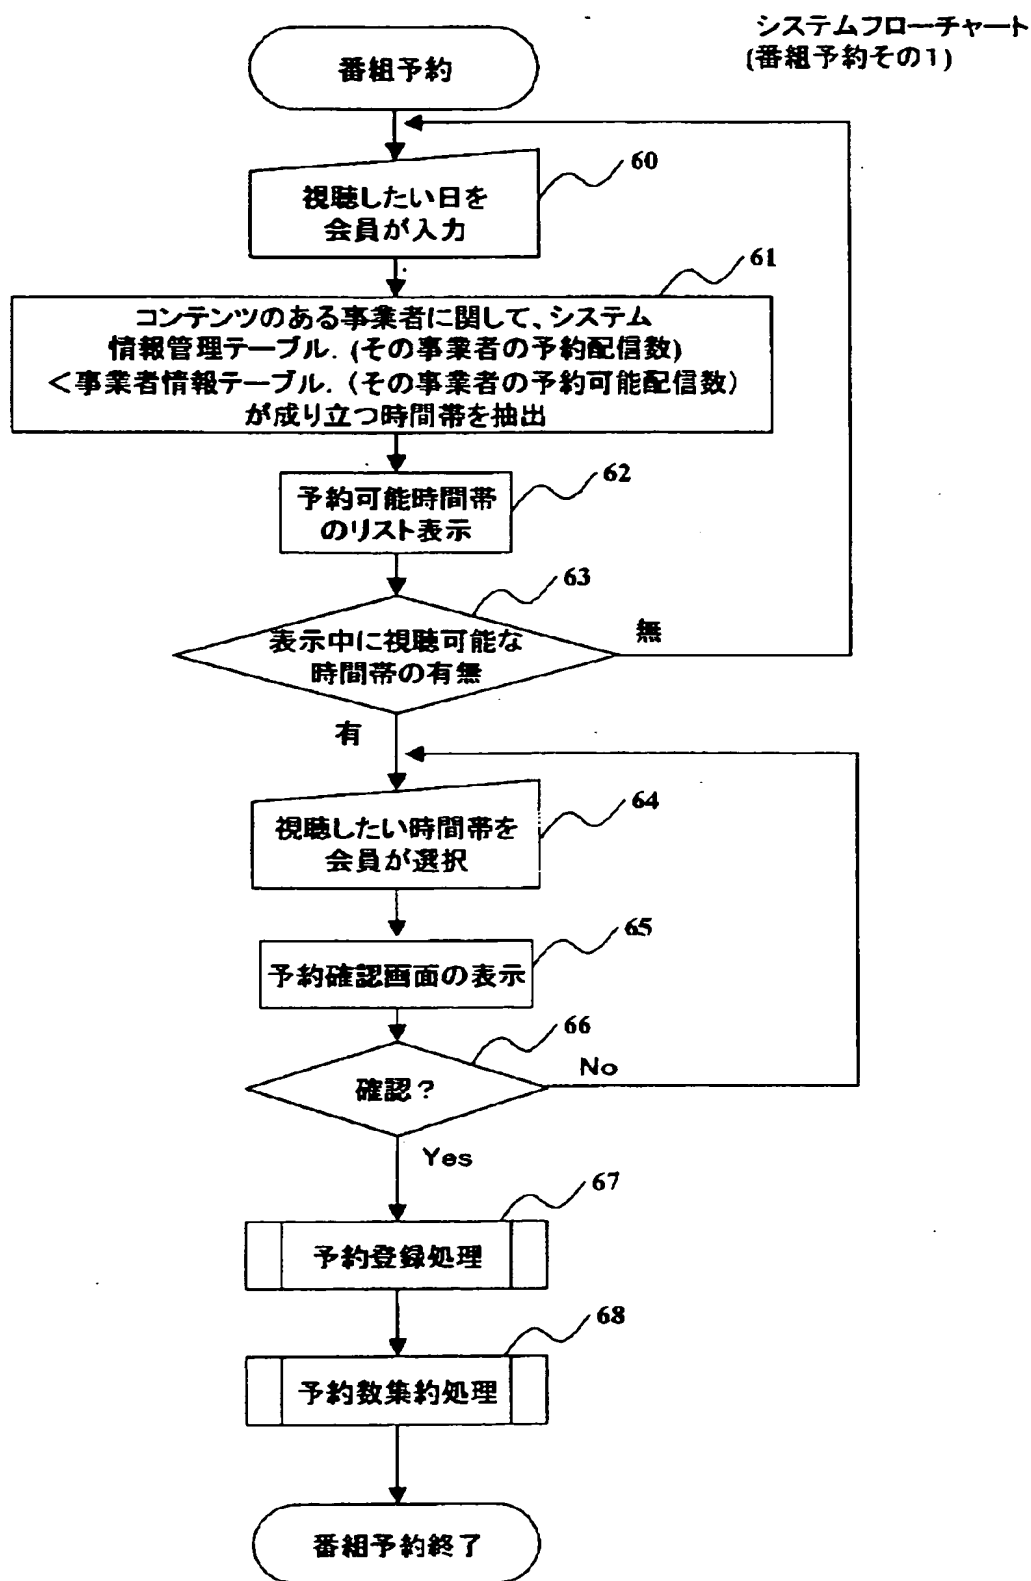 システムフローチャート
(番組予約その1)
番組予約
60
視聴したい日を
会員が入力
61
コンテンツのある事業者に関して、システム
情報管理テーブル. (その事業者の予約配信数)
<事業者情報テーブル. (その事業者の予約可能配信数)
が成り立つ時間帯を抽出
62
予約可能時間帯
のリスト表示
63
表示中に視聴可能な
時間帯の有無
無
有
64
視聴したい時間帯を
会員が選択
65
予約確認画面の表示
66
確認?
No
Yes
67
予約登録処理
68
予約数集約処理
番組予約終了